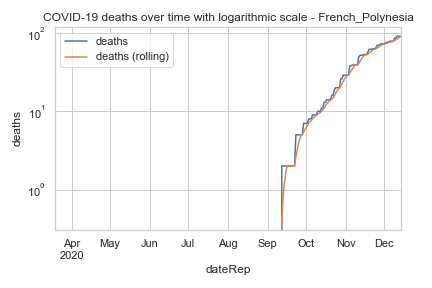 COVID-19 deaths over time with logarithmic scale - French_Polynesia
deaths
deaths (rolling)
10²
10¹
10⁰
deaths
Apr
2020
May
Jun
Jul
Aug
Sep
Oct
Nov
Dec
dateRep